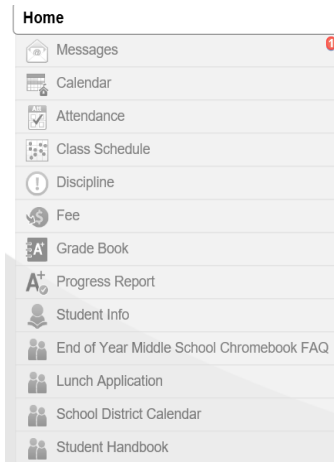 Home
Messages
1
Calendar
Attendance
Class Schedule
Discipline
Fee
Grade Book
Progress Report
Student Info
End of Year Middle School Chromebook FAQ
Lunch Application
School District Calendar
Student Handbook